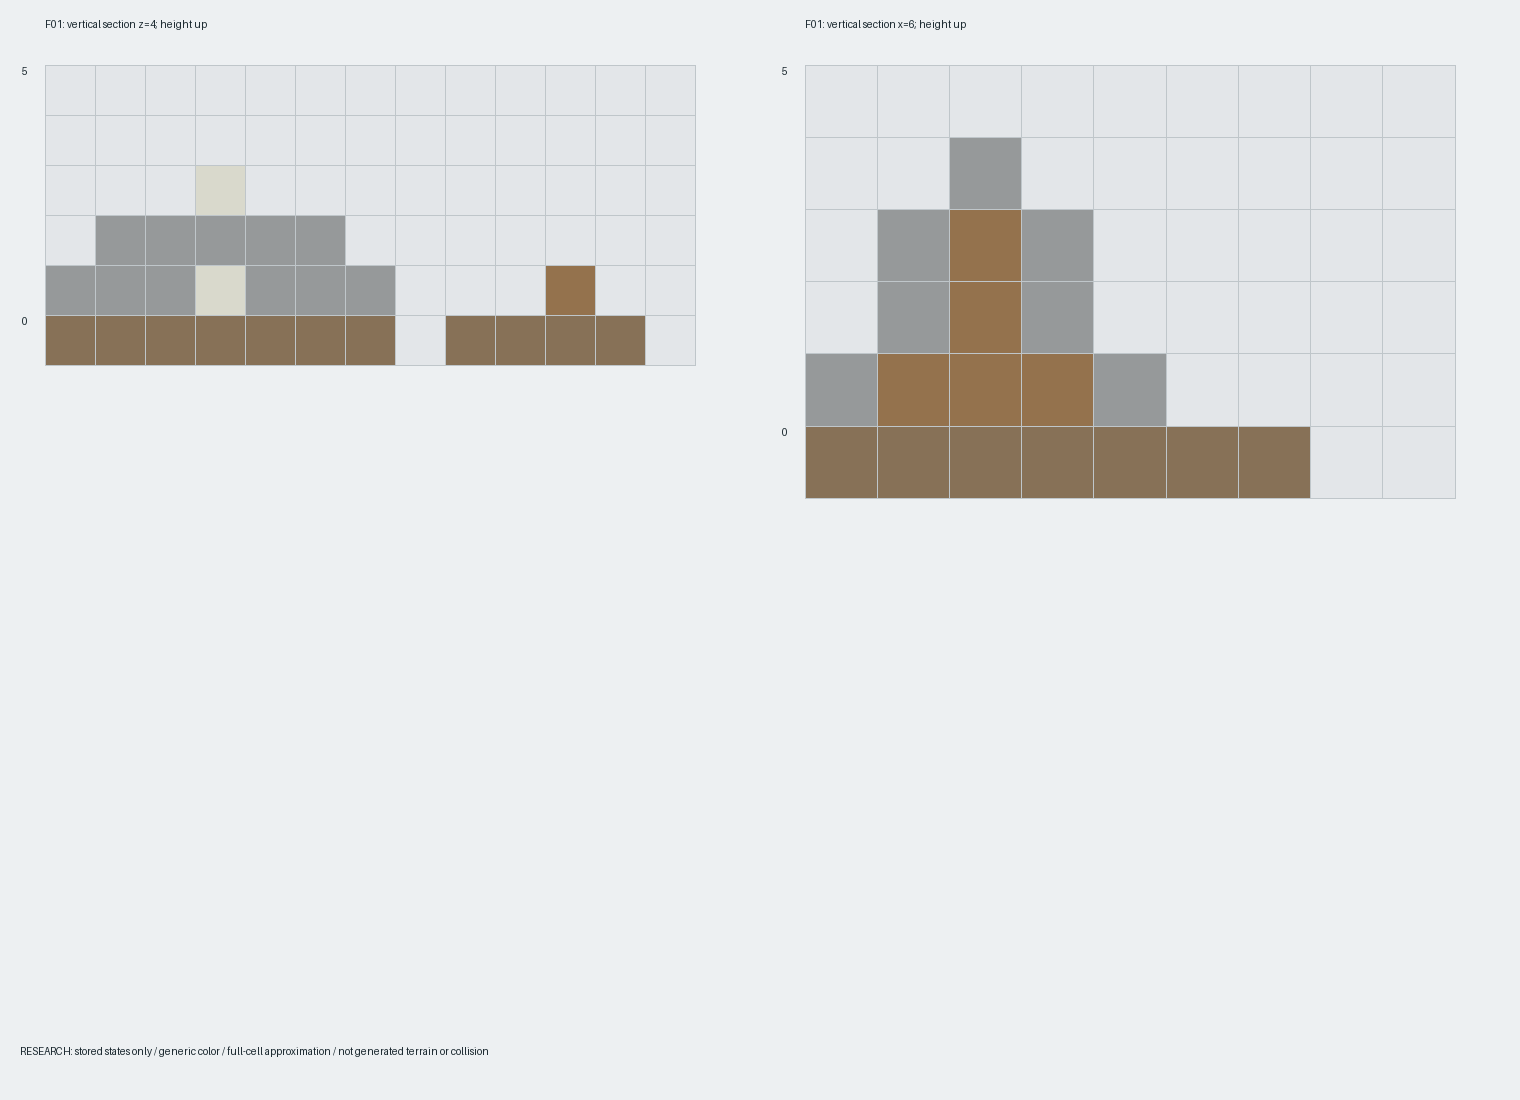 F01: vertical section z=4; height up
F01: vertical section x=6; height up
5
5
0
0
RESEARCH: stored states only / generic color / full-cell approximation / not generated terrain or collision